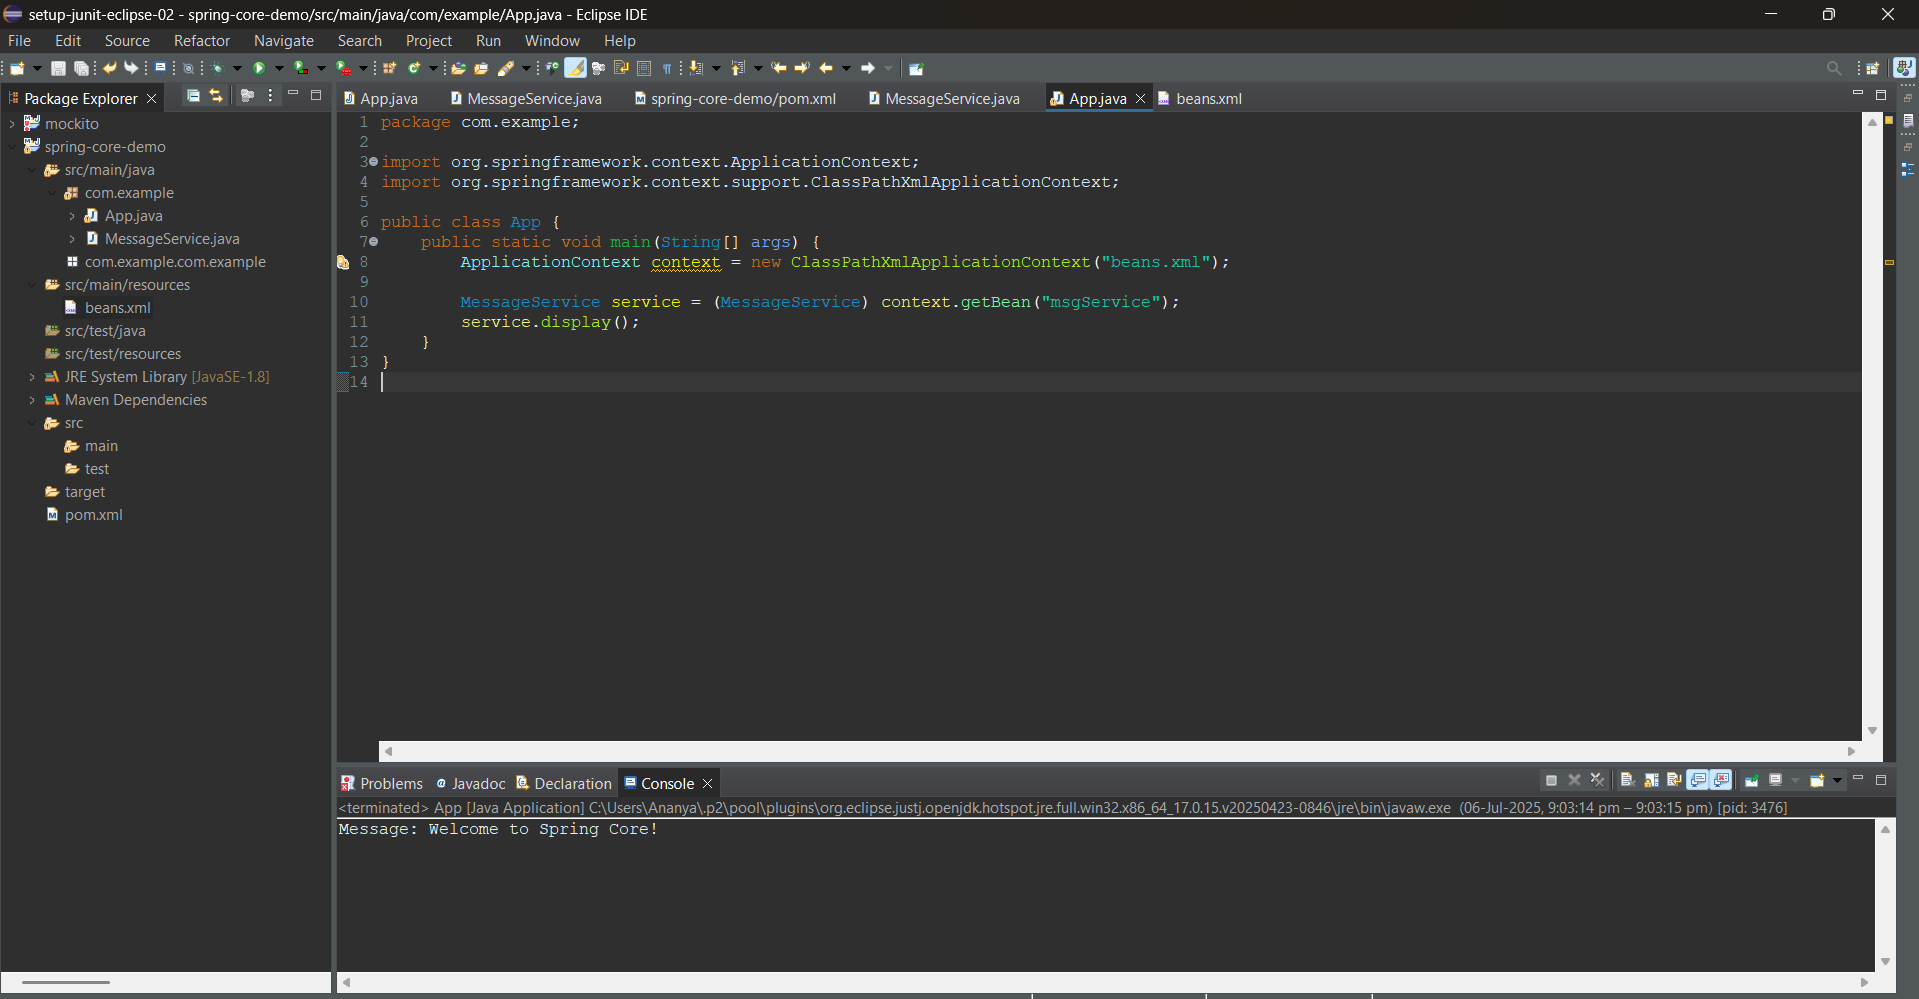 setup-junit-eclipse-02 - spring-core-demo/src/main/java/com/example/App.java - Eclipse IDE
File Edit Source Refactor Navigate Search Project Run Window Help
Package Explorer
mockito
spring-core-demo
src/main/java
com.example
App.java
MessageService.java
com.example.com.example
src/main/resources
beans.xml
src/test/java
src/test/resources
JRE System Library [JavaSE-1.8]
Maven Dependencies
src
main
test
target
pom.xml
App.java MessageService.java spring-core-demo/pom.xml MessageService.java App.java beans.xml
1 package com.example;
2
3 import org.springframework.context.ApplicationContext;
4 import org.springframework.context.support.ClassPathXmlApplicationContext;
5
6 public class App {
7 public static void main(String[] args) {
8 ApplicationContext context = new ClassPathXmlApplicationContext("beans.xml");
9
10 MessageService service = (MessageService) context.getBean("msgService");
11 service.display();
12 }
13 }
14
Problems Javadoc Declaration Console
<terminated> App [Java Application] C:\Users\Ananya\.p2\pool\plugins\org.eclipse.justj.openjdk.hotspot.jre.full.win32.x86_64_17.0.15.v20250423-0846\jre\bin\javaw.exe (06-Jul-2025, 9:03:14 pm – 9:03:15 pm) [pid: 3476]
Message: Welcome to Spring Core!